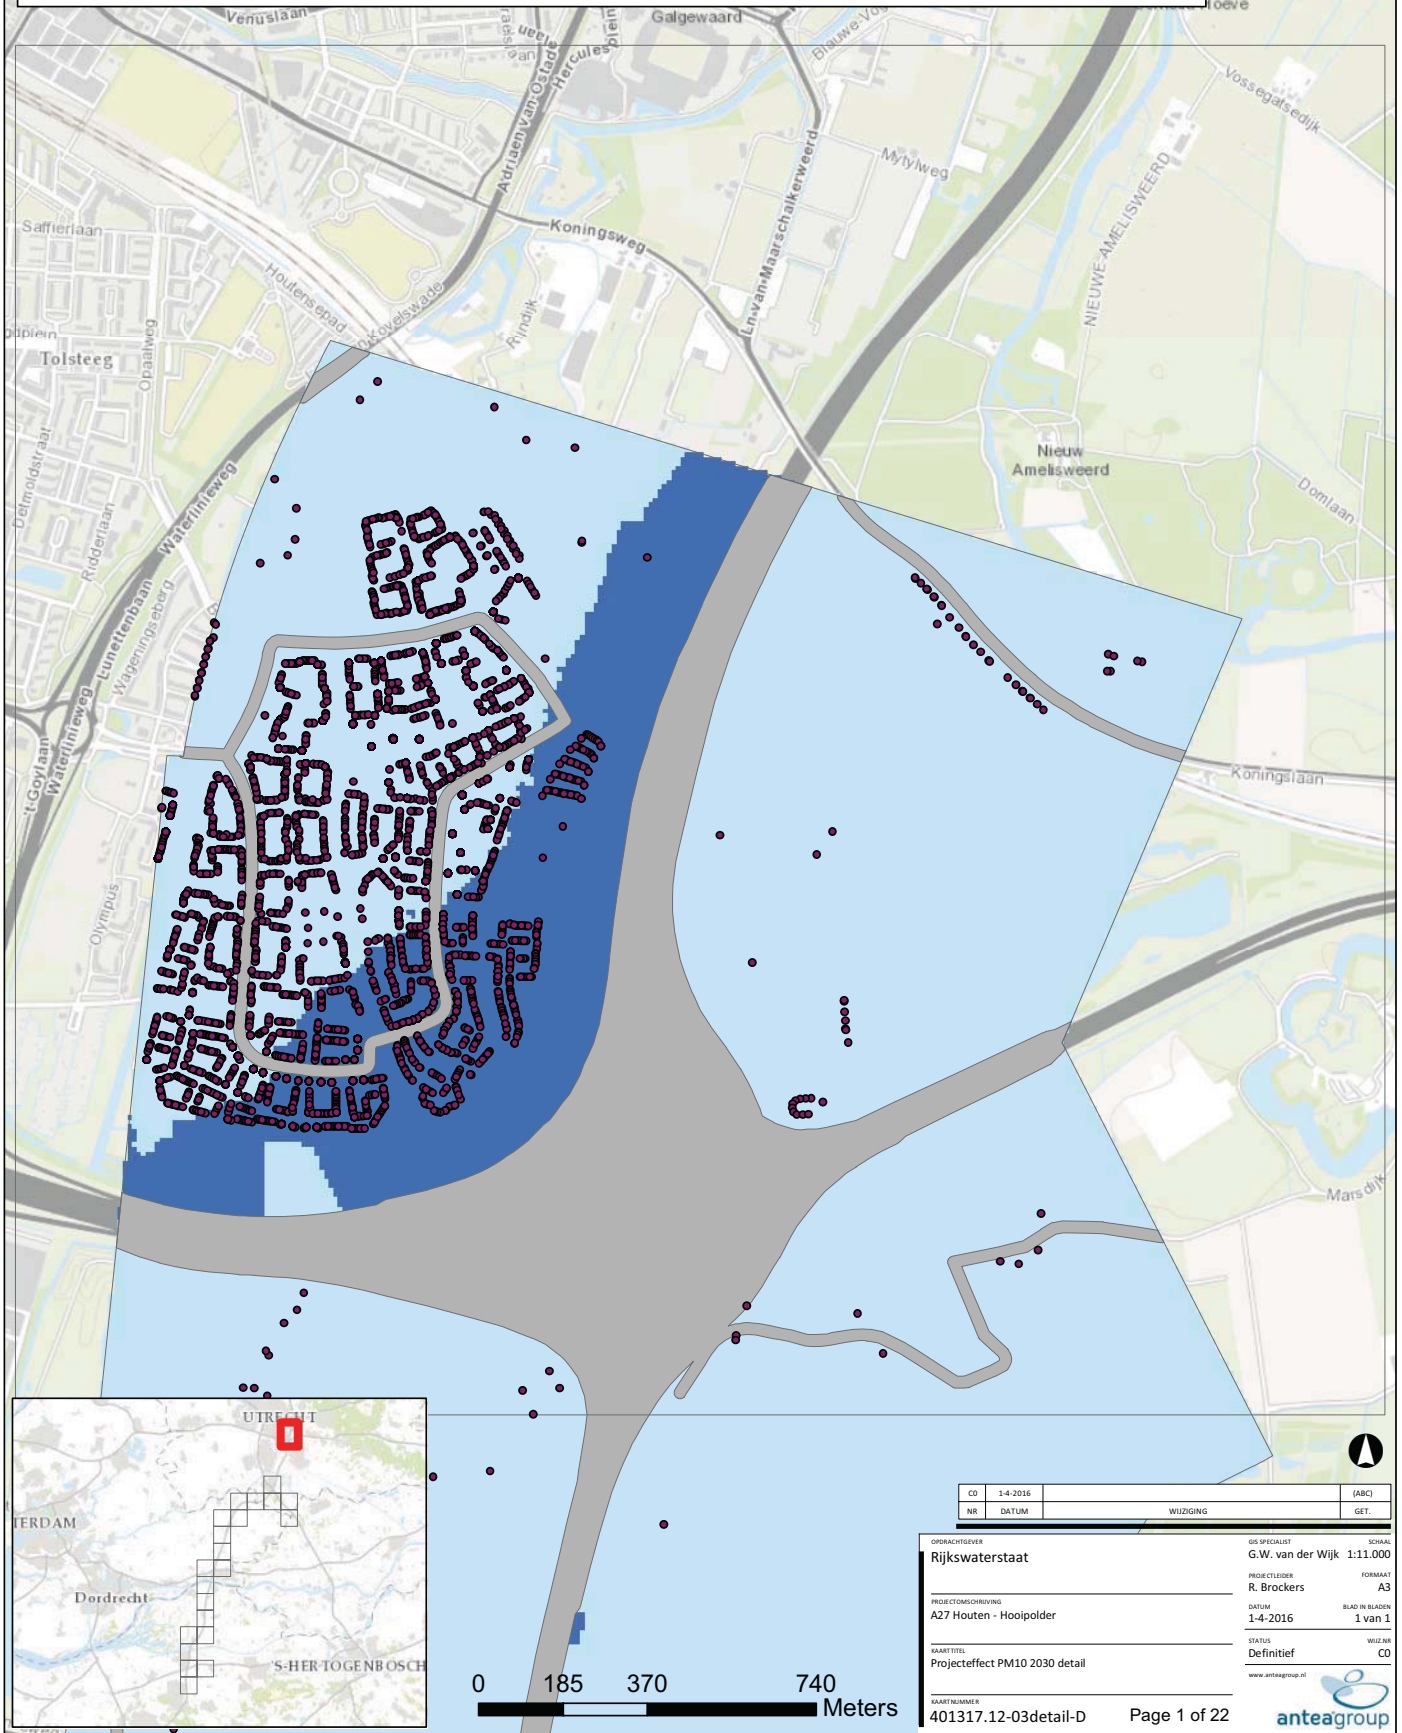 Venuslaan
Galgewaard
Herculesplein
Adriaen van Ostade
Vossegatsedijk
Mytylweg
Koningsweg
Ln-van-Maarschalkerweerd
NIEUWE-AMELISWEERD
Saffierlaan
Houtensepad
Kovelswade
Rijndijk
Tolsteeg
Opaalweg
Nieuw
Amelisweerd
Domlaan
Detmoldstraat
Ridderlaan
Waterlinieweg
Lunettenbaan
Wageningseberg
't-Goylaan
Waterlinieweg
Koningslaan
Olympus
Marsdijk
UTRECHT
TERDAM
Dordrecht
'S-HERTOGENBOSCH
0 185 370 740
Meters
C0 1-4-2016 (ABC)
NR DATUM WIJZIGING GET.
OPDRACHTGEVER
Rijkswaterstaat
GIS SPECIALIST SCHAAL
G.W. van der Wijk 1:11.000
PROJECTLEIDER FORMAAT
R. Brockers A3
PROJECTOMSCHRIJVING
A27 Houten - Hooipolder
DATUM BLAD IN BLADEN
1-4-2016 1 van 1
KAARTTITEL
Projecteffect PM10 2030 detail
STATUS WIJZ.NR
Definitief C0
www.anteagroup.nl
KAARTNUMMER
401317.12-03detail-D Page 1 of 22
anteagroup